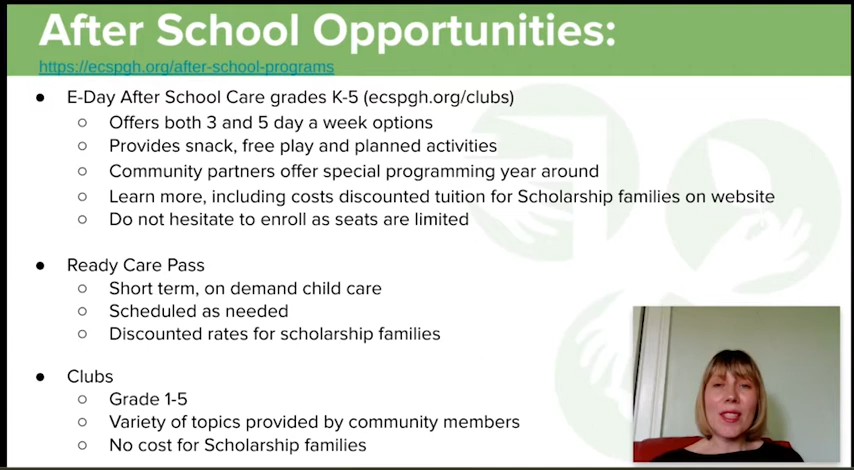 After School Opportunities:
https://ecspgh.org/after-school-programs
● E-Day After School Care grades K-5 (ecspgh.org/clubs)
○ Offers both 3 and 5 day a week options
○ Provides snack, free play and planned activities
○ Community partners offer special programming year around
○ Learn more, including costs discounted tuition for Scholarship families on website
○ Do not hesitate to enroll as seats are limited
● Ready Care Pass
○ Short term, on demand child care
○ Scheduled as needed
○ Discounted rates for scholarship families
● Clubs
○ Grade 1-5
○ Variety of topics provided by community members
○ No cost for Scholarship families